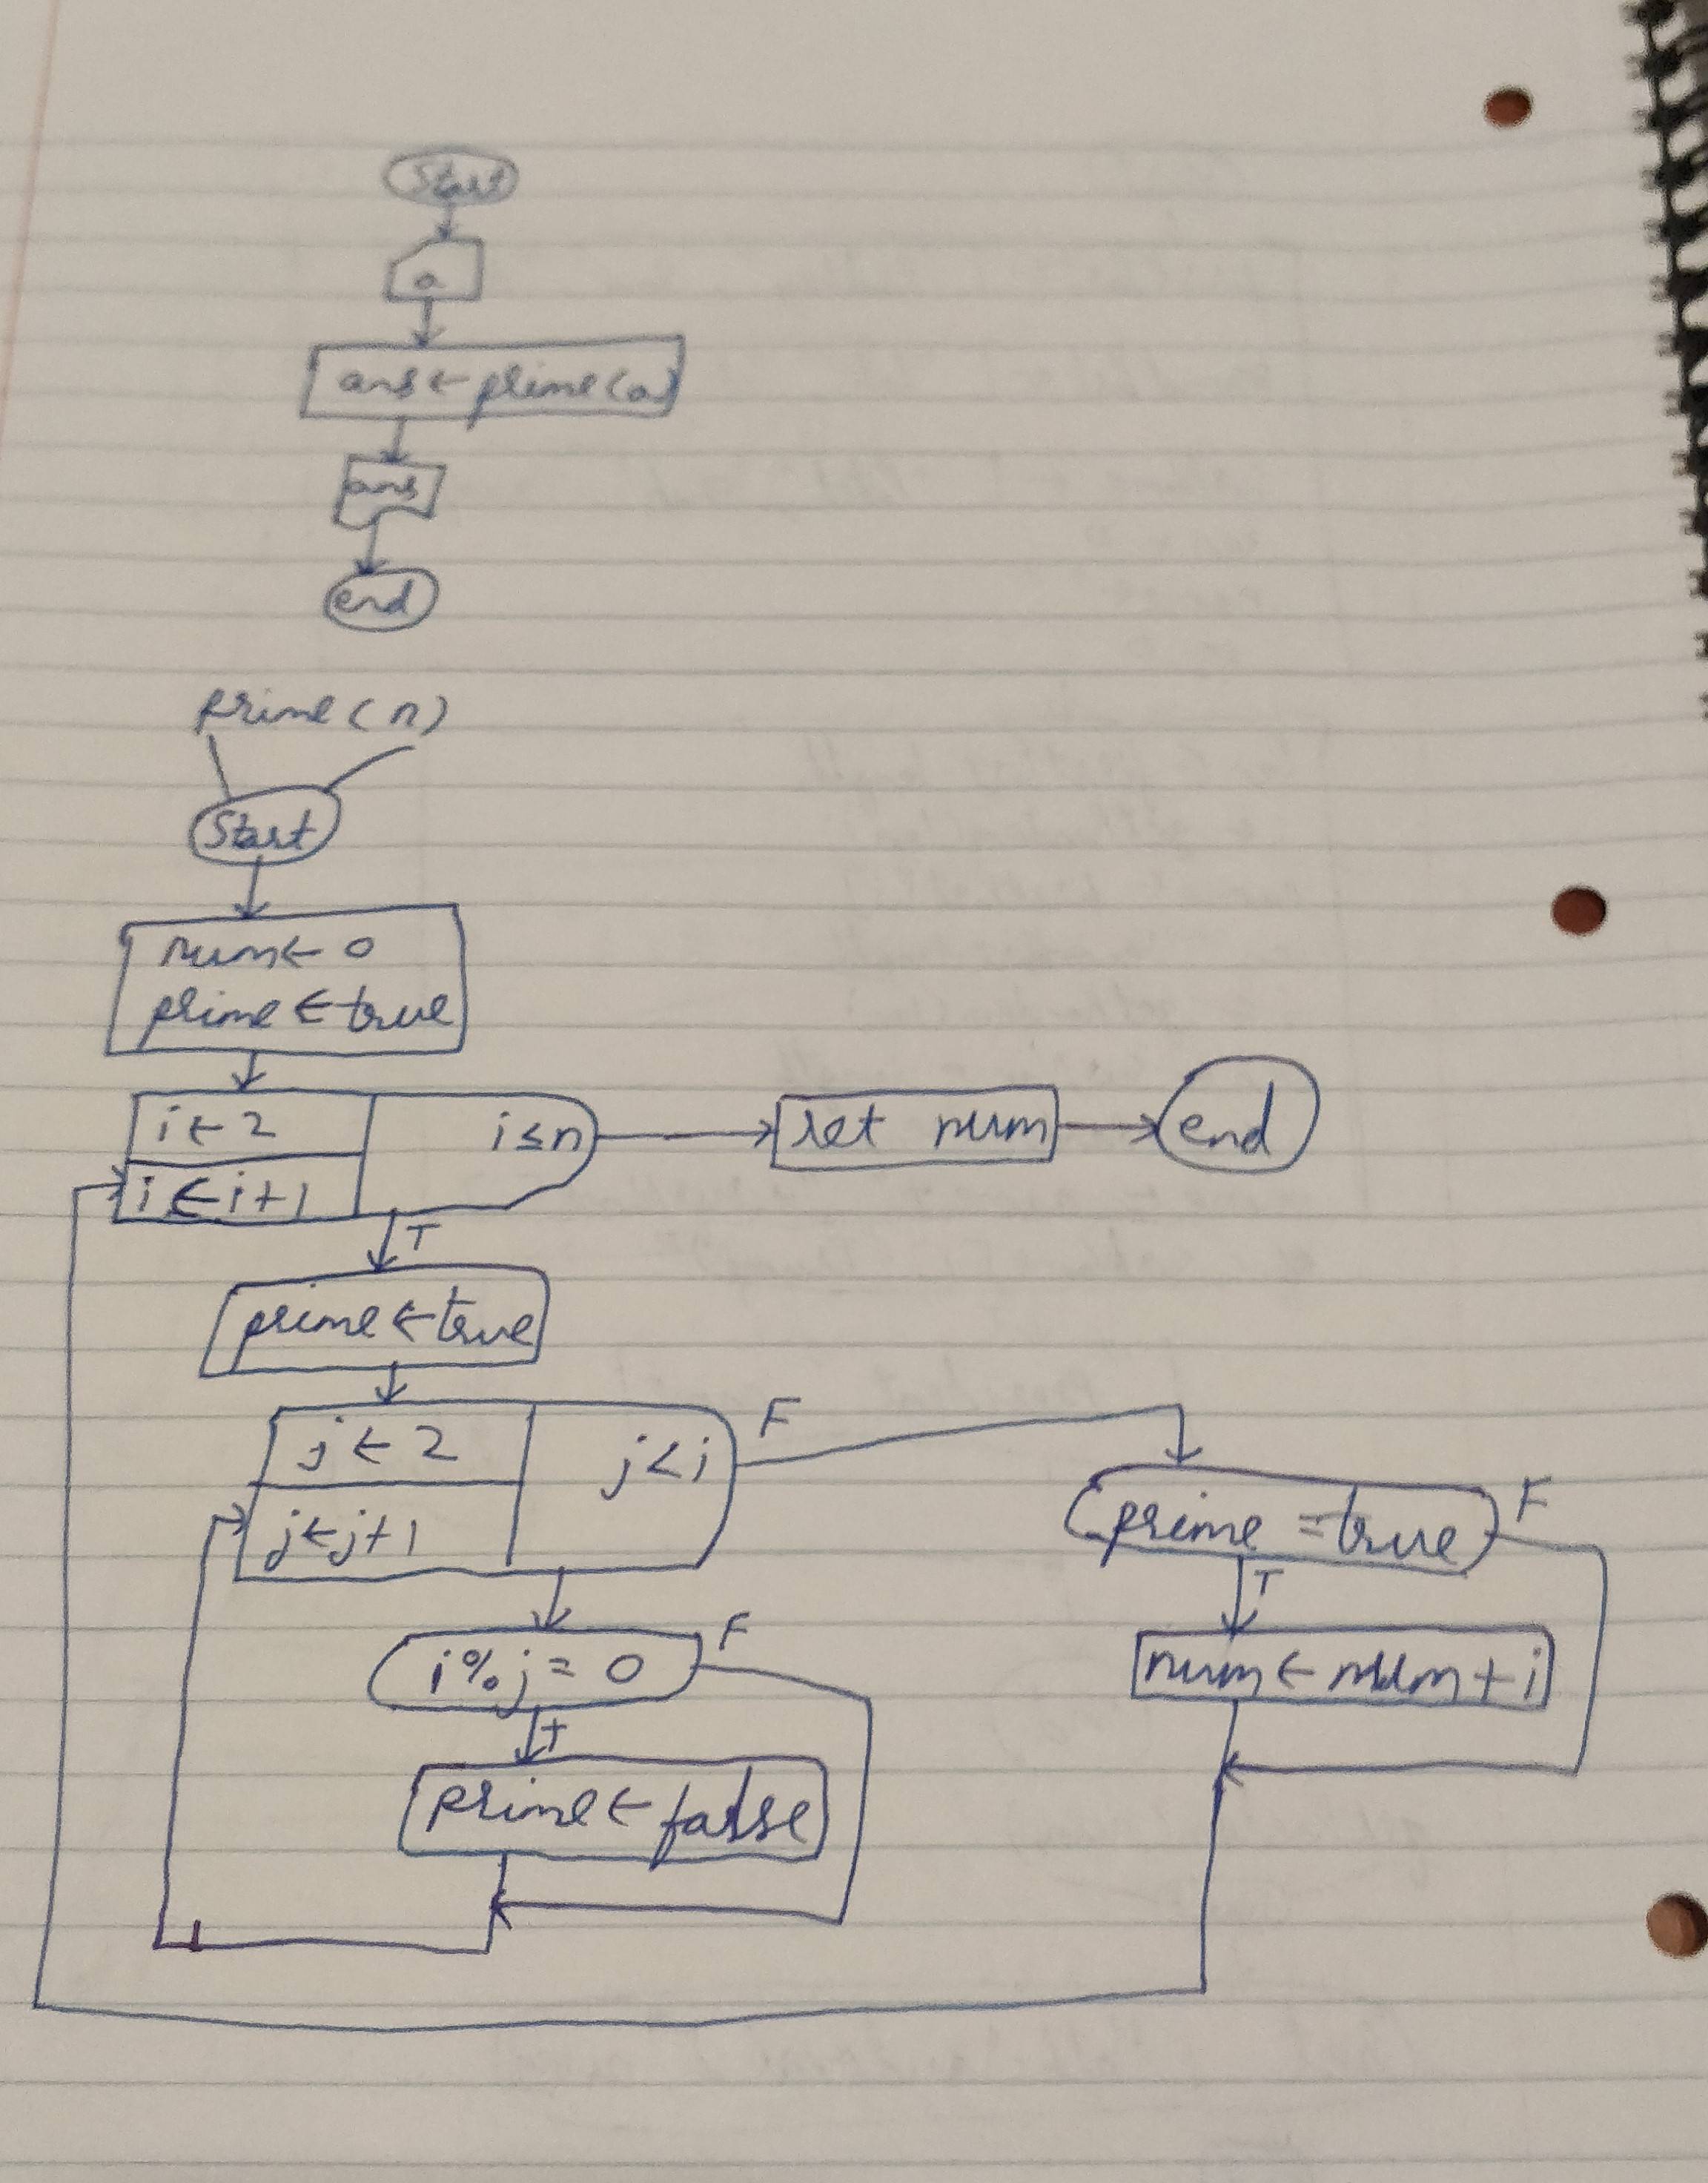 Start
a
ans ← prime(a)
ans
end
prime(n)
Start
num ← 0
prime ← true
i ← 2
i ≤ n
ret num
end
i ← i+1
T
prime ← true
j ← 2
j < i
F
j ← j+1
prime = true
F
T
i%j = 0
F
num ← num + i
T
prime ← false